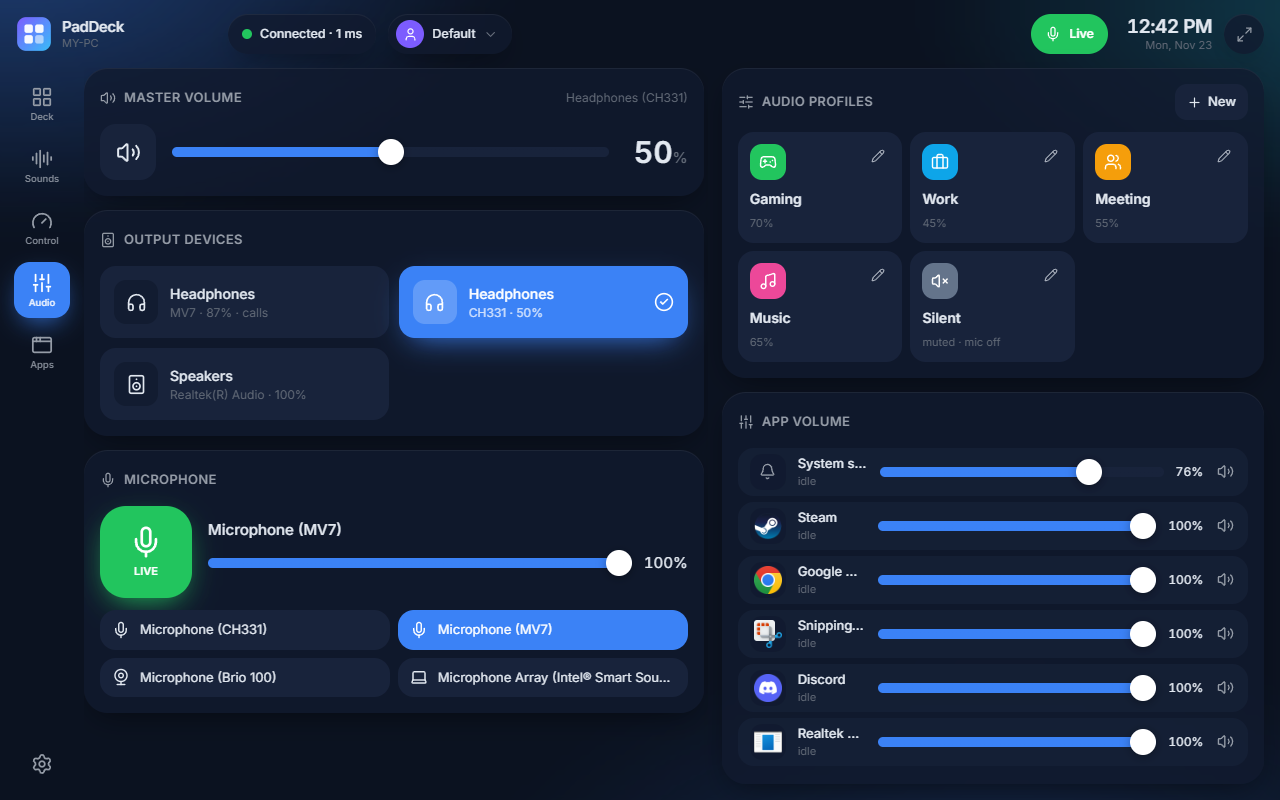 PadDeck
MY-PC
Connected · 1 ms
Default
Live
12:42 PM
Mon, Nov 23
Deck
Sounds
Control
Audio
Apps
MASTER VOLUME
Headphones (CH331)
50%
OUTPUT DEVICES
Headphones
MV7 · 87% · calls
Headphones
CH331 · 50%
Speakers
Realtek(R) Audio · 100%
MICROPHONE
LIVE
Microphone (MV7)
100%
Microphone (CH331)
Microphone (MV7)
Microphone (Brio 100)
Microphone Array (Intel® Smart Sou...
AUDIO PROFILES
New
Gaming
70%
Work
45%
Meeting
55%
Music
65%
Silent
muted · mic off
APP VOLUME
System s...
idle
76%
Steam
idle
100%
Google ...
idle
100%
Snipping...
idle
100%
Discord
idle
100%
Realtek ...
idle
100%